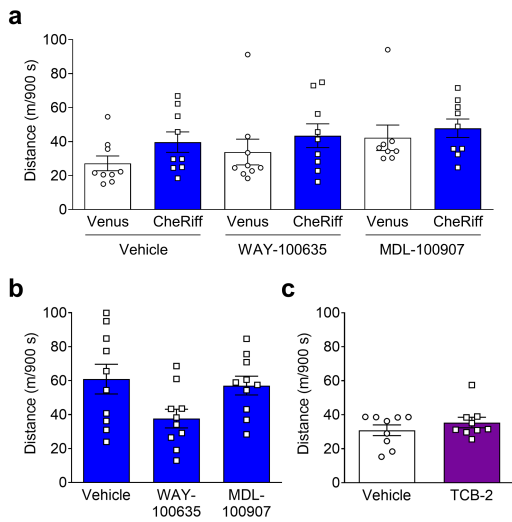 a
Distance (m/900 s)
100
80
60
40
20
0
Venus CheRiff Venus CheRiff Venus CheRiff
Vehicle WAY-100635 MDL-100907
b
Distance (m/900 s)
100
80
60
40
20
0
Vehicle WAY- MDL-
100635 100907
c
Distance (m/900 s)
100
80
60
40
20
0
Vehicle TCB-2